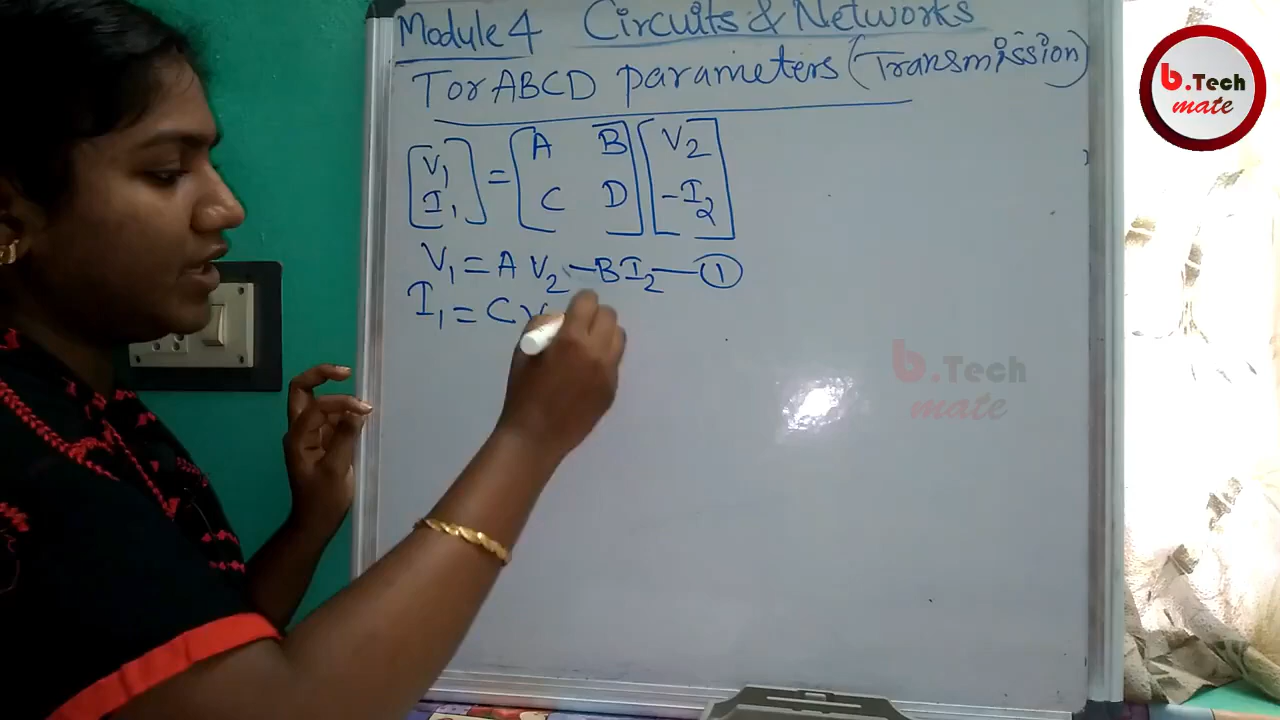 Module 4 Circuits & Networks
T or ABCD parameters (Transmission)
[V1 I1] = [A B C D] [V2 -I2]
V1 = A V2 - B I2 — ①
I1 = C V
b.Tech
mate
b.Tech
mate